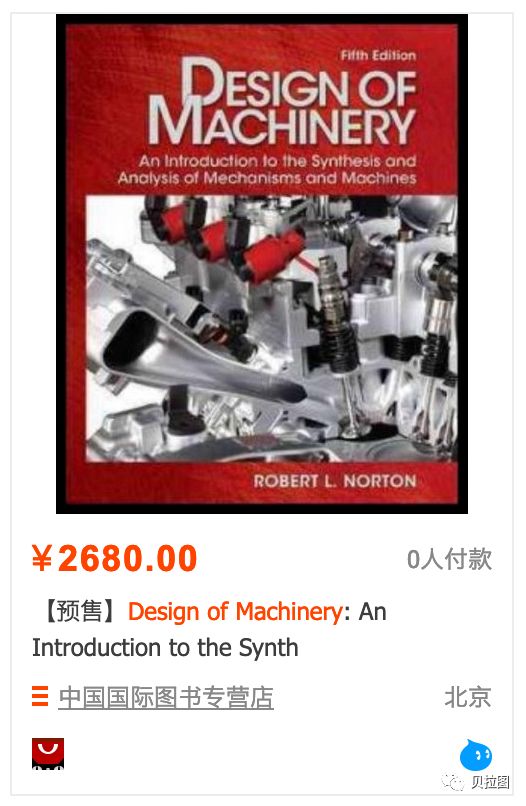 Fifth Edition
DESIGN OF
MACHINERY
An Introduction to the Synthesis and
Analysis of Mechanisms and Machines
ROBERT L. NORTON
¥2680.00
0人付款
【预售】Design of Machinery: An
Introduction to the Synth
中国国际图书专营店
北京
贝拉图